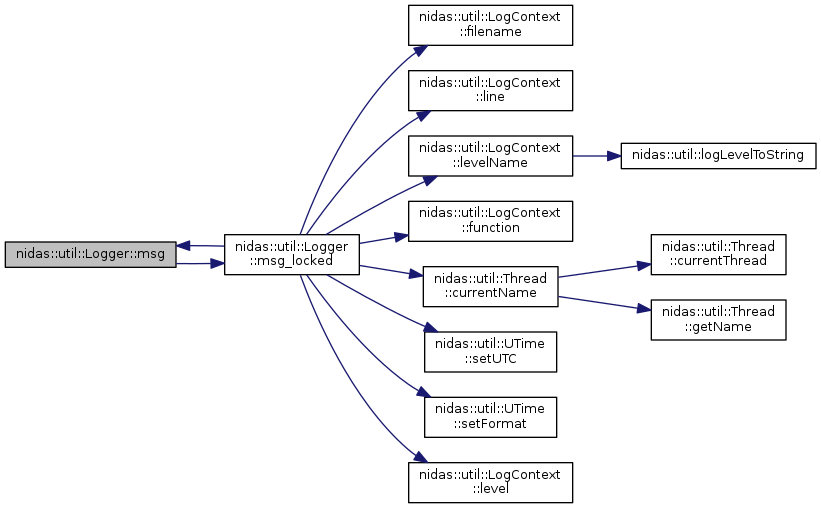 nidas::util::LogContext
::filename
nidas::util::LogContext
::line
nidas::util::LogContext
::levelName
nidas::util::logLevelToString
nidas::util::LogContext
::function
nidas::util::Logger::msg
nidas::util::Logger
::msg_locked
nidas::util::Thread
::currentThread
nidas::util::Thread
::currentName
nidas::util::Thread
::getName
nidas::util::UTime
::setUTC
nidas::util::UTime
::setFormat
nidas::util::LogContext
::level